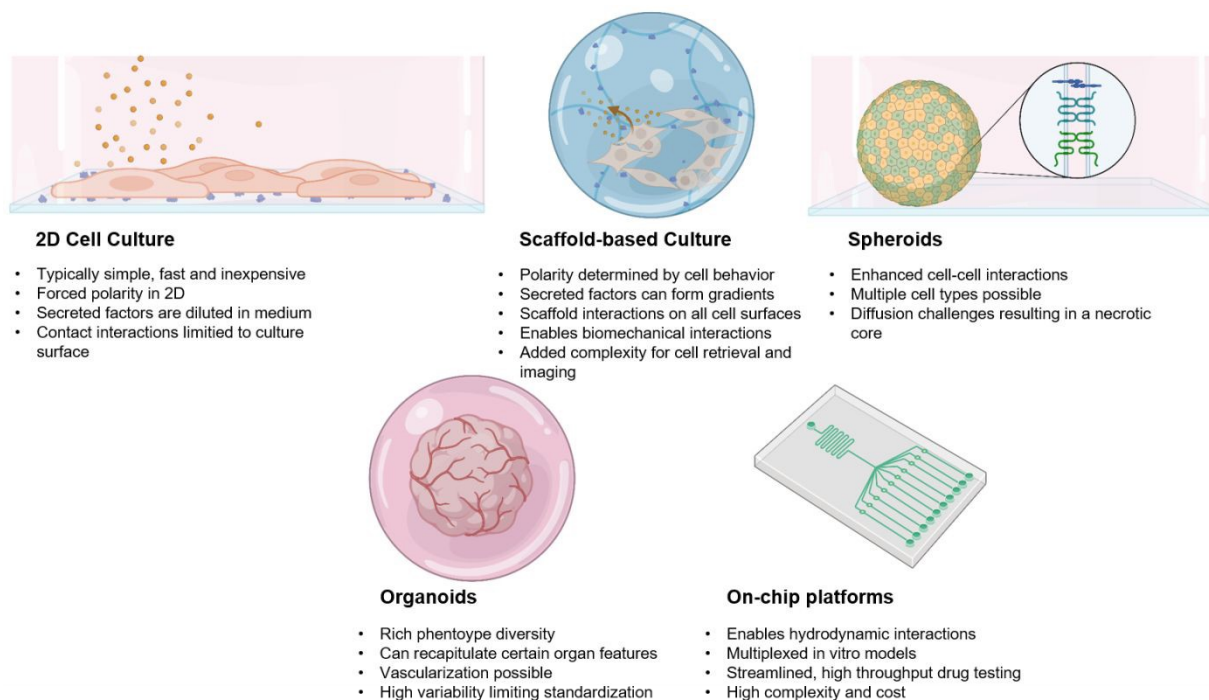 2D Cell Culture
• Typically simple, fast and inexpensive
• Forced polarity in 2D
• Secreted factors are diluted in medium
• Contact interactions limitied to culture
surface
Scaffold-based Culture
• Polarity determined by cell behavior
• Secreted factors can form gradients
• Scaffold interactions on all cell surfaces
• Enables biomechanical interactions
• Added complexity for cell retrieval and
imaging
Spheroids
• Enhanced cell-cell interactions
• Multiple cell types possible
• Diffusion challenges resulting in a necrotic
core
Organoids
• Rich phentoype diversity
• Can recapitulate certain organ features
• Vascularization possible
• High variability limiting standardization
On-chip platforms
• Enables hydrodynamic interactions
• Multiplexed in vitro models
• Streamlined, high throughput drug testing
• High complexity and cost